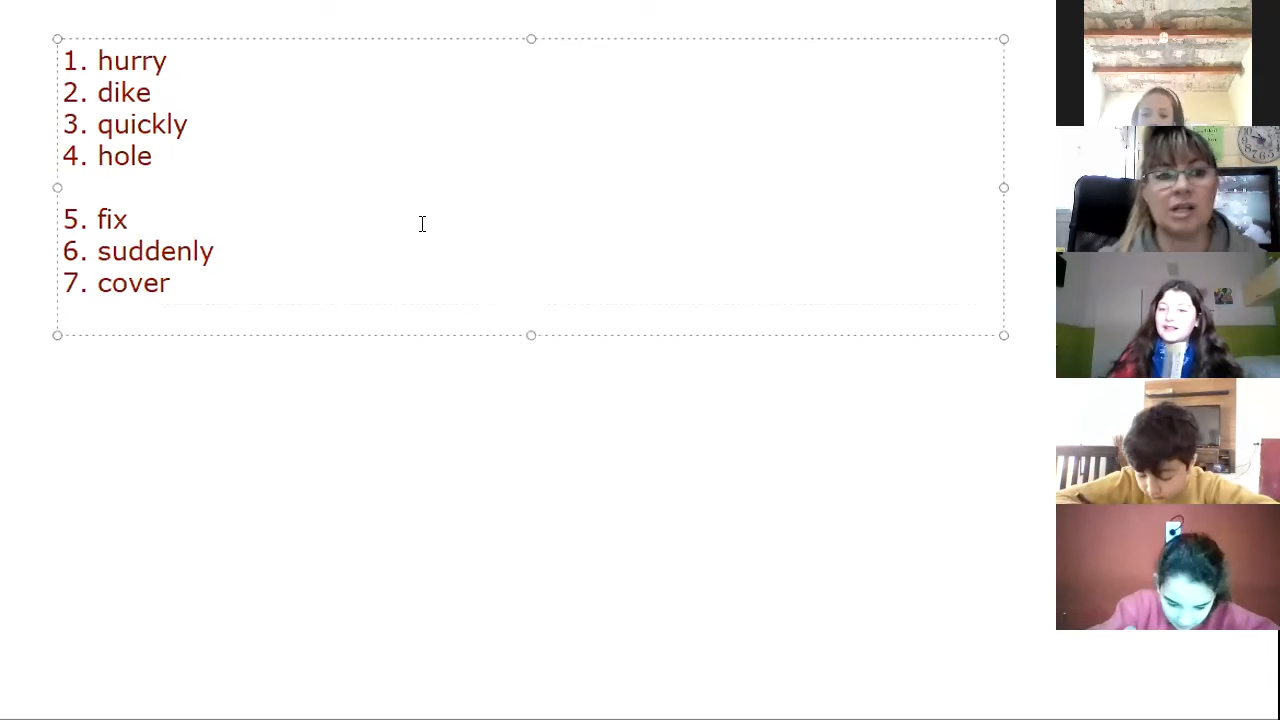 1. hurry
2. dike
3. quickly
4. hole
5. fix
6. suddenly
7. cover